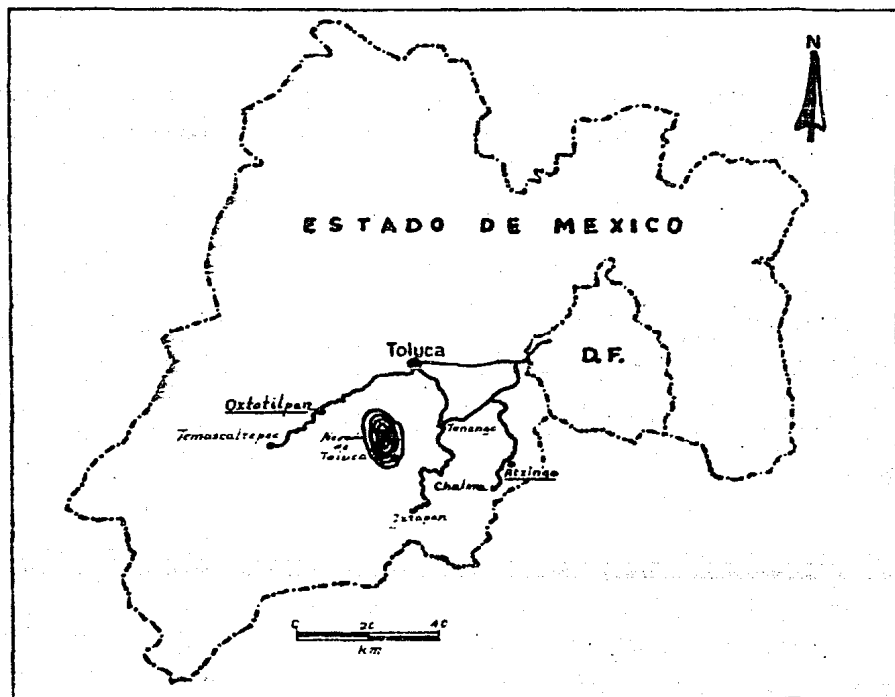 N
ESTADO DE MEXICO
Toluca
D.F.
Oxtotilpan
Temascaltepec
Nevado
de
Toluca
Tenango
Atzingo
Chalma
Ixtapan
0 20 40
km